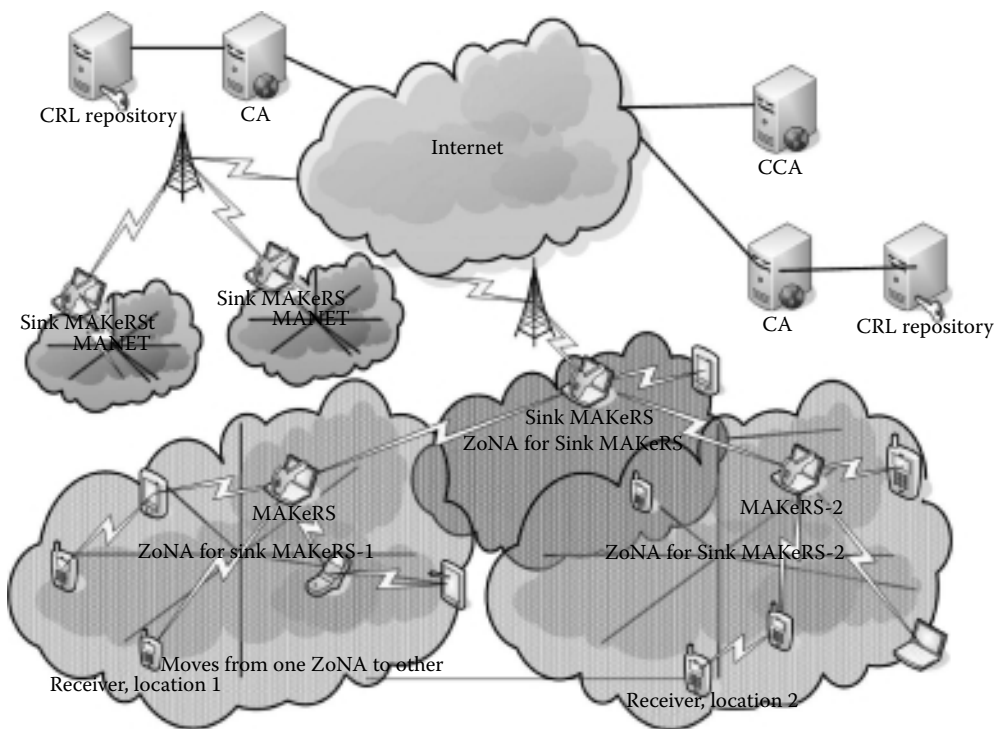 CRL repository
CA
Internet
CCA
Sink MAKeRSt
MANET
Sink MAKeRS
MANET
CA
CRL repository
Sink MAKeRS
ZoNA for Sink MAKeRS
MAKeRS
MAKeRS-2
ZoNA for sink MAKeRS-1
ZoNA for Sink MAKeRS-2
Moves from one ZoNA to other
Receiver, location 1
Receiver, location 2